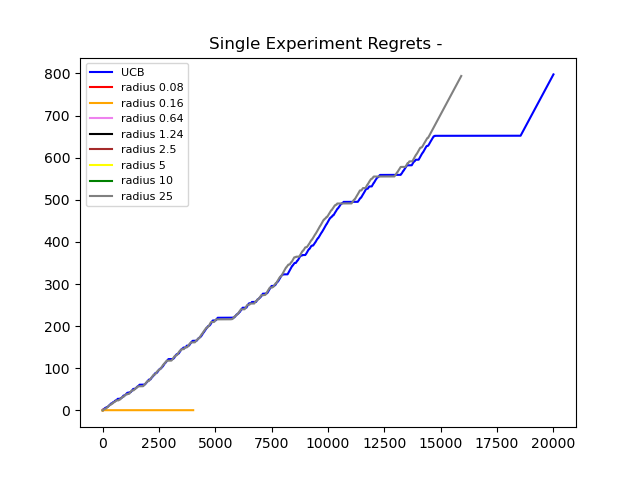 Single Experiment Regrets -
800
700
600
500
400
300
200
100
0
UCB
radius 0.08
radius 0.16
radius 0.64
radius 1.24
radius 2.5
radius 5
radius 10
radius 25
0 2500 5000 7500 10000 12500 15000 17500 20000